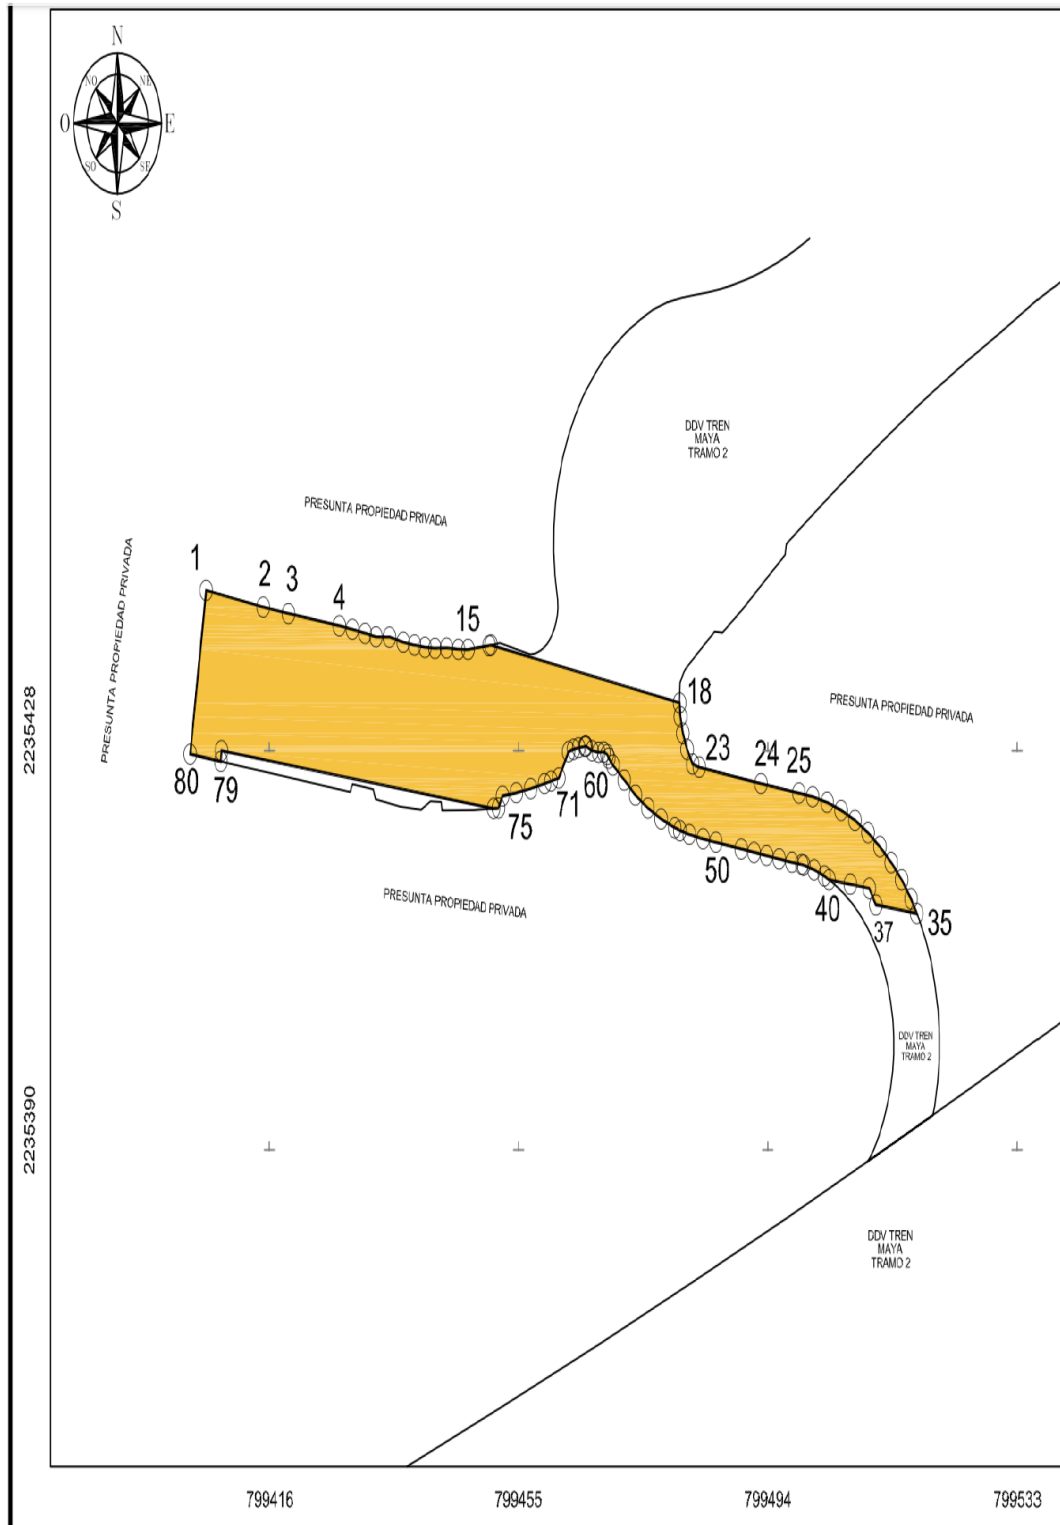 N
NO
NE
O
E
SO
SE
S
DDV TREN
MAYA
TRAMO 2
PRESUNTA PROPIEDAD PRIVADA
PRESUNTA PROPIEDAD PRIVADA
1
2
3
4
15
18
PRESUNTA PROPIEDAD PRIVADA
2235428
23
24
25
80
79
71
60
75
50
40
37
35
PRESUNTA PROPIEDAD PRIVADA
DDV TREN
MAYA
TRAMO 2
2235390
DDV TREN
MAYA
TRAMO 2
799416
799455
799494
799533